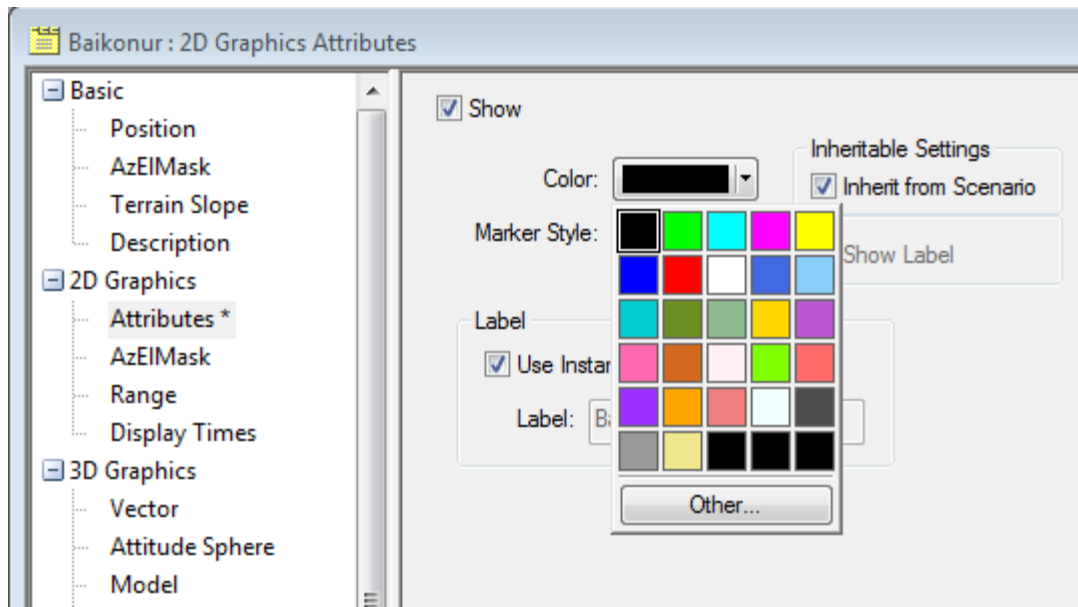 Baikonur : 2D Graphics Attributes
Basic
Position
AzElMask
Terrain Slope
Description
2D Graphics
Attributes *
AzElMask
Range
Display Times
3D Graphics
Vector
Attitude Sphere
Model
Show
Color:
Inheritable Settings
Inherit from Scenario
Marker Style:
Show Label
Label
Use
Label:
Other...